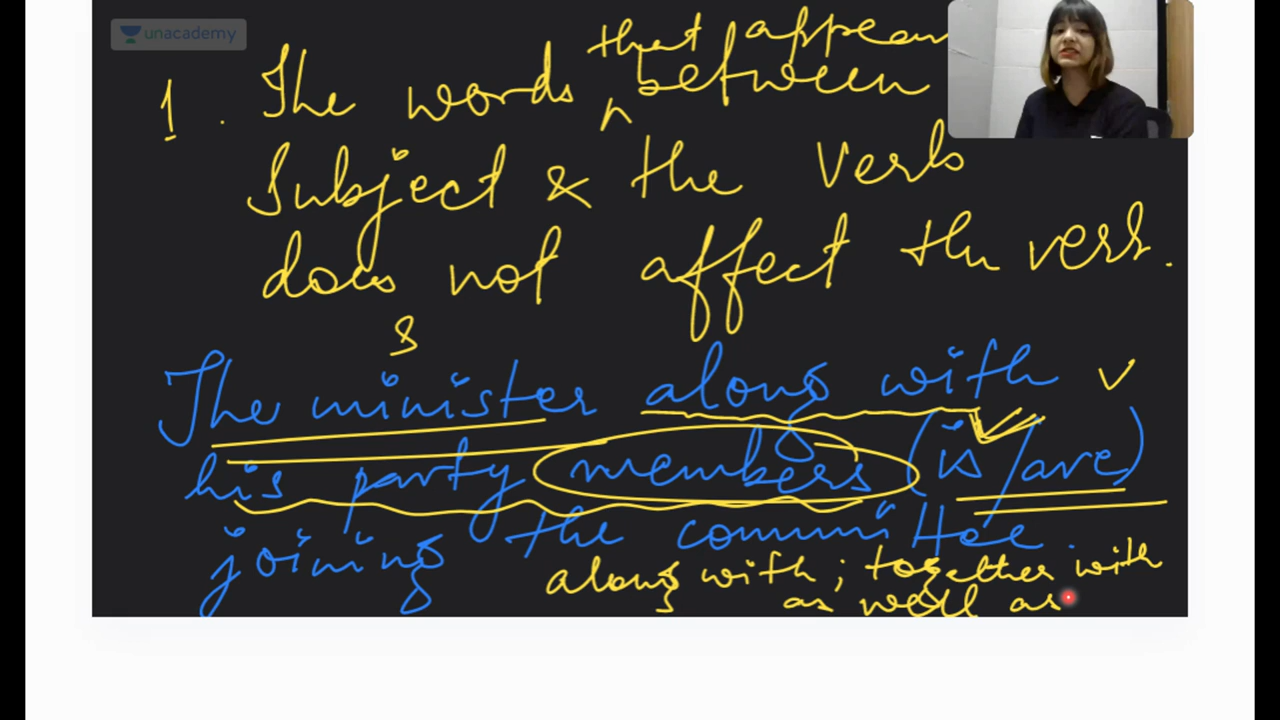 unacademy
that appear
1. The words ^ between
Subject & the Verb
does not affect the verb.
S
The minister along with ✓
his party members (is/are)
joining the committee.
along with; together with
as well as